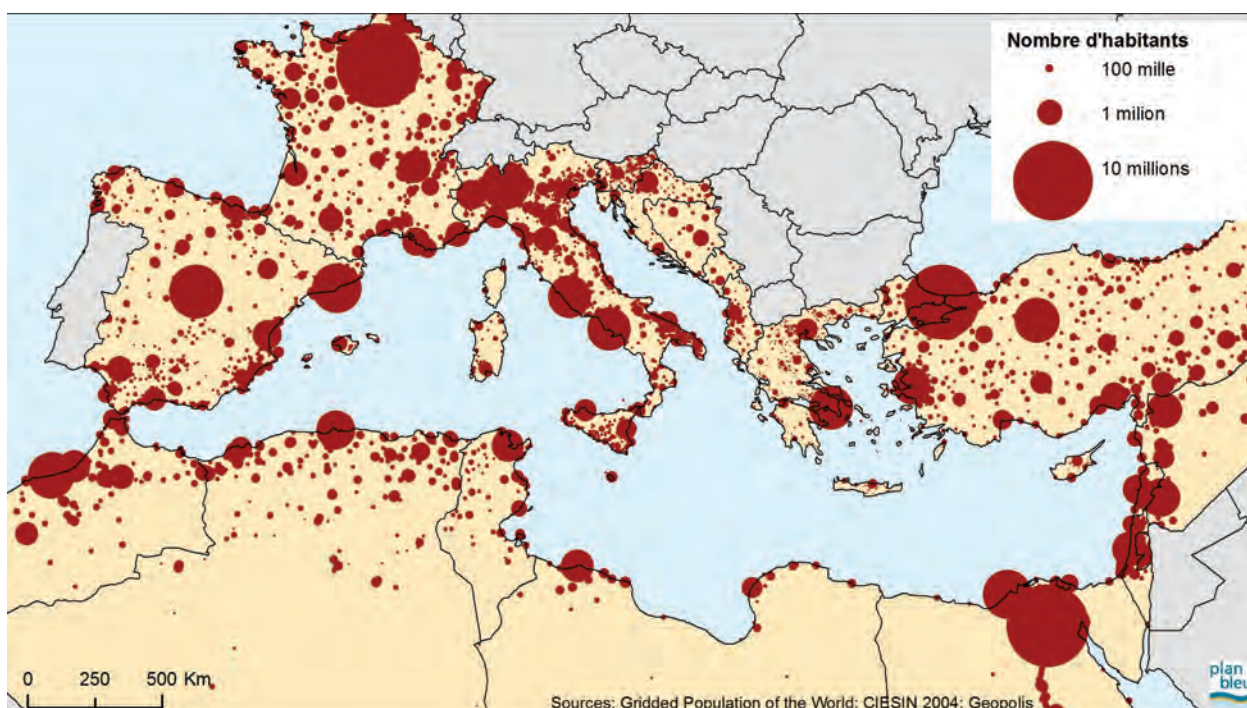 Nombre d'habitants
100 mille
1 milion
10 millions
0 250 500 Km
Sources: Gridded Population of the World: CIESIN 2004: Geopolis
plan
bleu